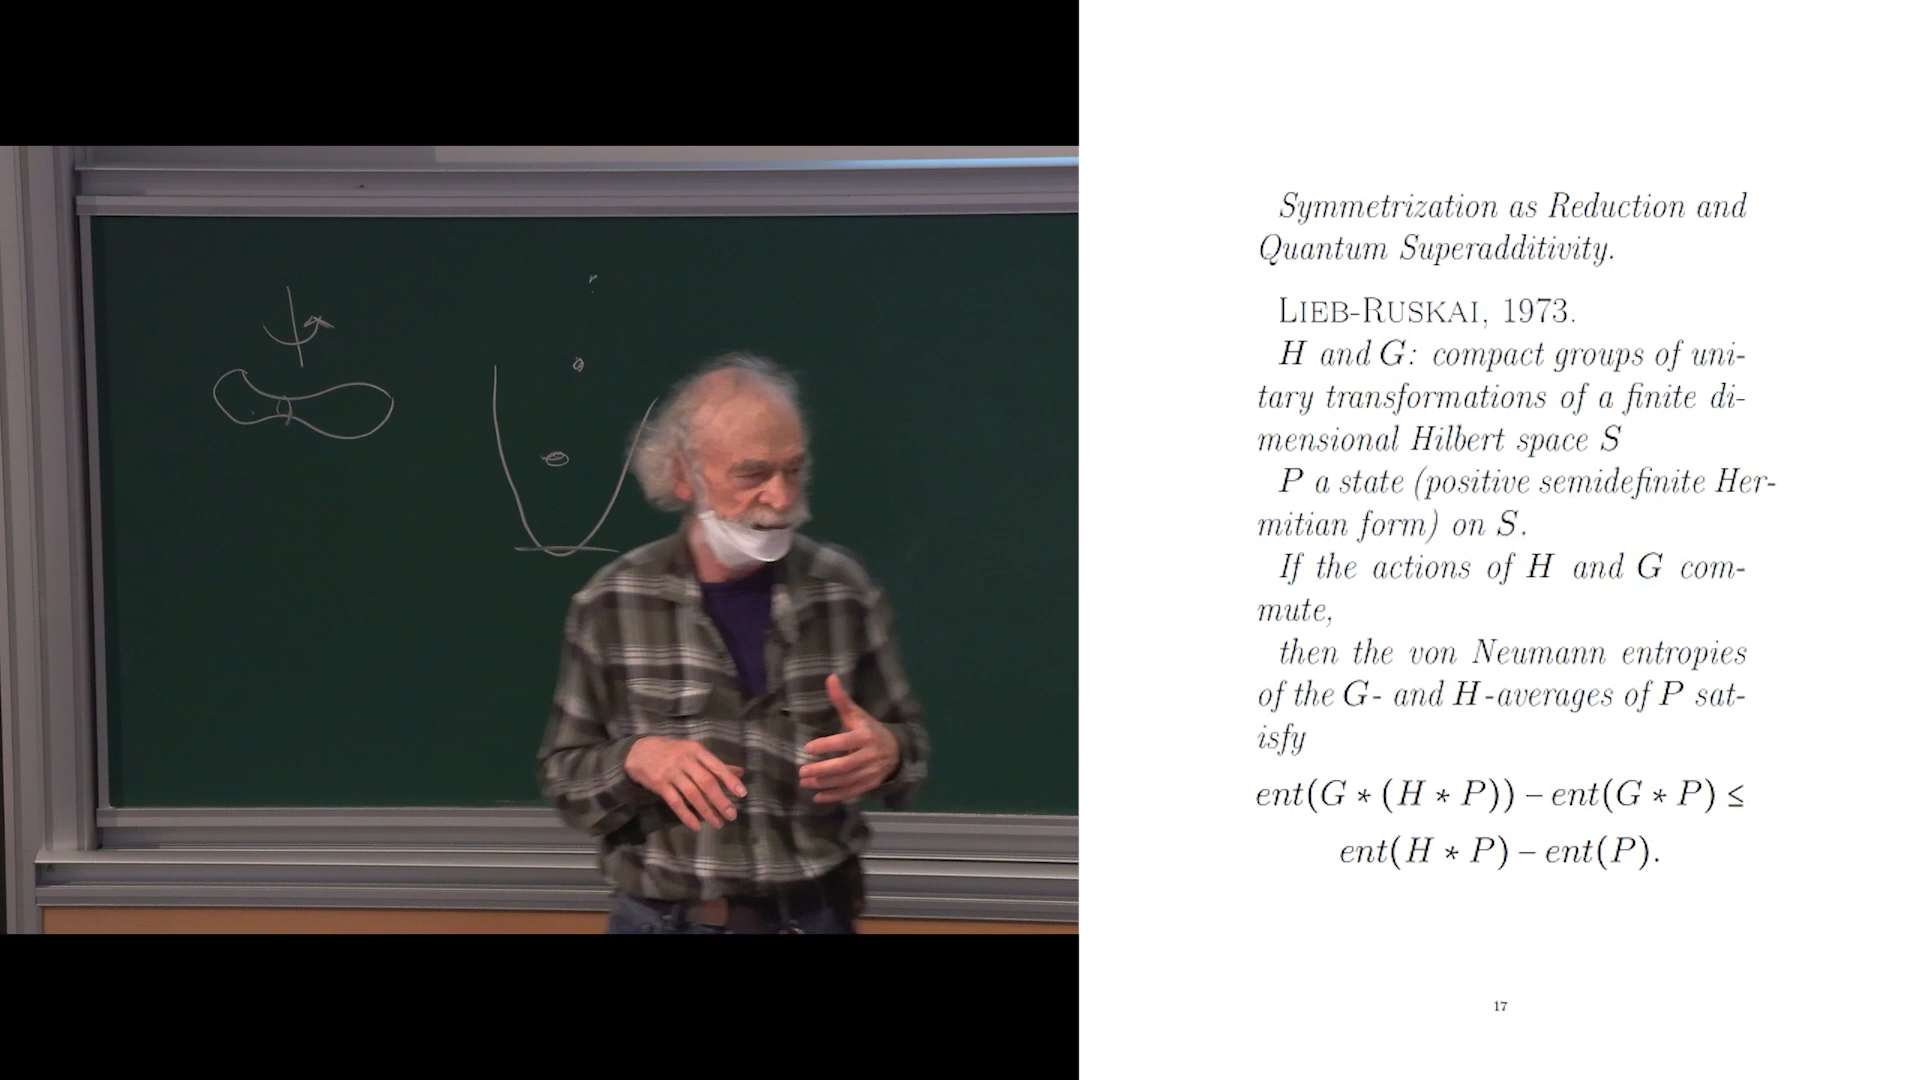 Symmetrization as Reduction and
Quantum Superadditivity.
LIEB-RUSKAI, 1973.
H and G: compact groups of uni-
tary transformations of a finite di-
mensional Hilbert space S
P a state (positive semidefinite Her-
mitian form) on S.
If the actions of H and G com-
mute,
then the von Neumann entropies
of the G- and H-averages of P sat-
isfy
ent(G ∗ (H ∗ P)) − ent(G ∗ P) ≤
ent(H ∗ P) − ent(P).
17